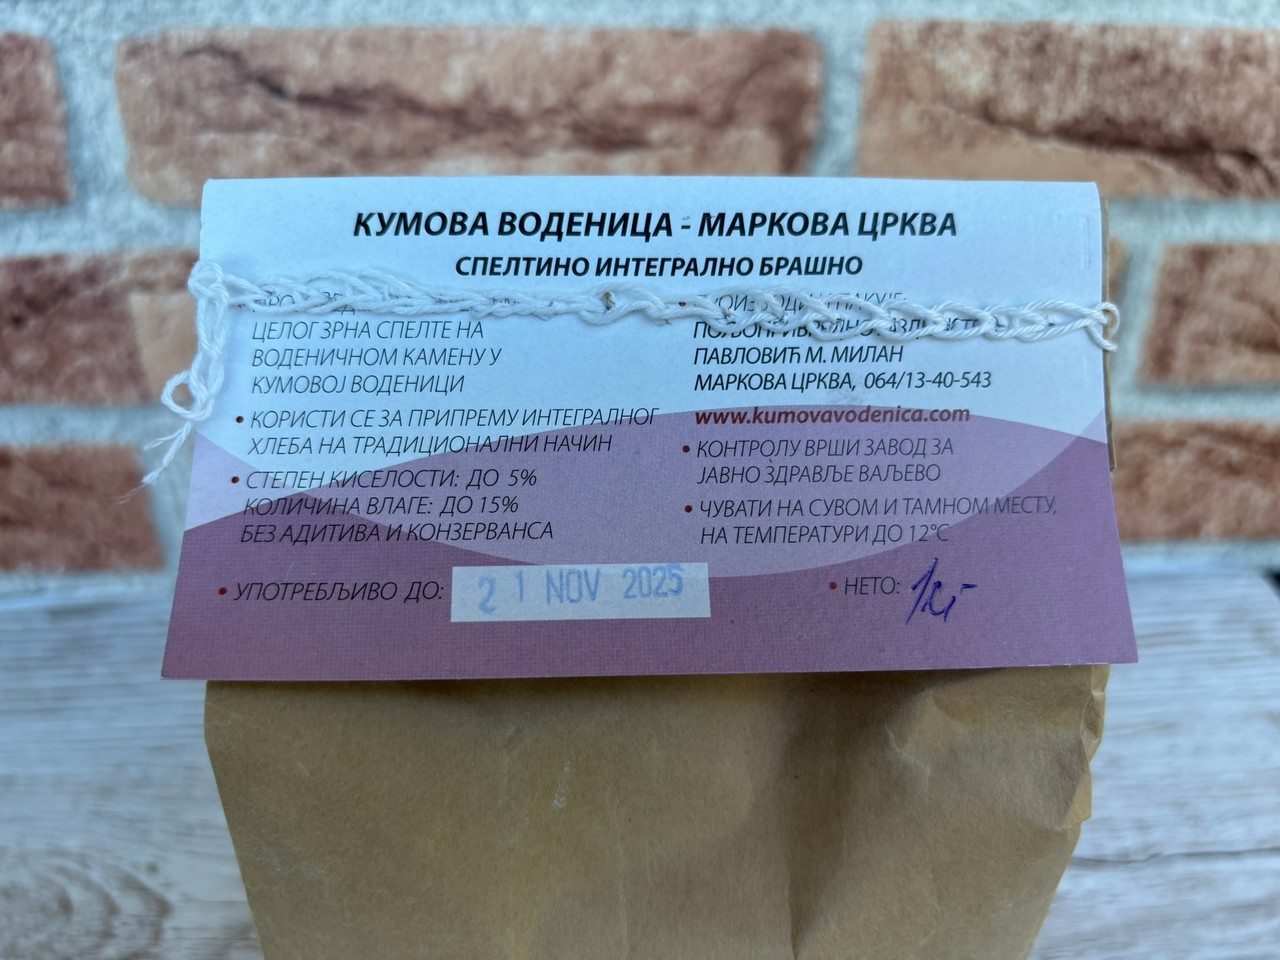 КУМОВА ВОДЕНИЦА - МАРКОВА ЦРКВА
СПЕЛТИНО ИНТЕГРАЛНО БРАШНО
ЦЕЛОГ ЗРНА СПЕЛТЕ НА
ВОДЕНИЧНОМ КАМЕНУ У
КУМОВОЈ ВОДЕНИЦИ
• КОРИСТИ СЕ ЗА ПРИПРЕМУ ИНТЕГРАЛНОГ
ХЛЕБА НА ТРАДИЦИОНАЛНИ НАЧИН
• СТЕПЕН КИСЕЛОСТИ: ДО 5%
КОЛИЧИНА ВЛАГЕ: ДО 15%
БЕЗ АДИТИВА И КОНЗЕРВАНСА
• УПОТРЕБЉИВО ДО: 21 NOV 2025
ПАКУЈЕ:
ПОЉОПРИВРЕДНО
ПАВЛОВИЋ М. МИЛАН
МАРКОВА ЦРКВА, 064/13-40-543
www.kumovavodenica.com
• КОНТРОЛУ ВРШИ ЗАВОД ЗА
ЈАВНО ЗДРАВЉЕ ВАЉЕВО
• ЧУВАТИ НА СУВОМ И ТАМНОМ МЕСТУ,
НА ТЕМПЕРАТУРИ ДО 12°C
• НЕТО: